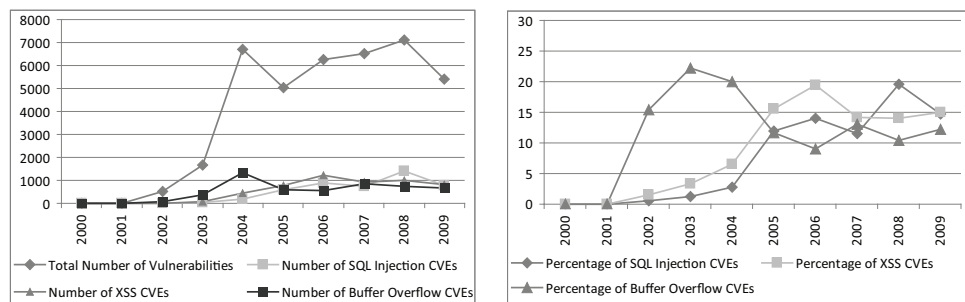 8000
7000
6000
5000
4000
3000
2000
1000
0
2000 2001 2002 2003 2004 2005 2006 2007 2008 2009
Total Number of Vulnerabilities Number of SQL Injection CVEs
Number of XSS CVEs Number of Buffer Overflow CVEs
30
25
20
15
10
5
0
2000 2001 2002 2003 2004 2005 2006 2007 2008 2009
Percentage of SQL Injection CVEs Percentage of XSS CVEs
Percentage of Buffer Overflow CVEs